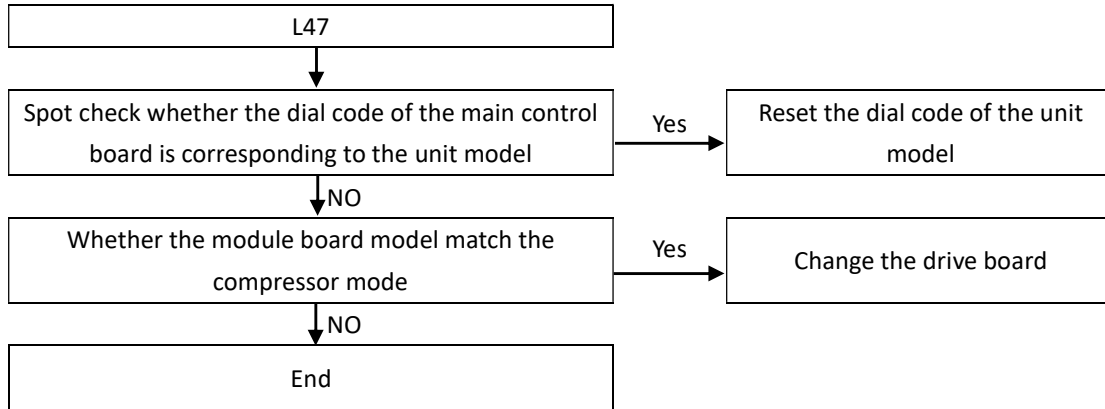 L47
Spot check whether the dial code of the main control
board is corresponding to the unit model
Yes
Reset the dial code of the unit
model
NO
Whether the module board model match the
compressor mode
Yes
Change the drive board
NO
End